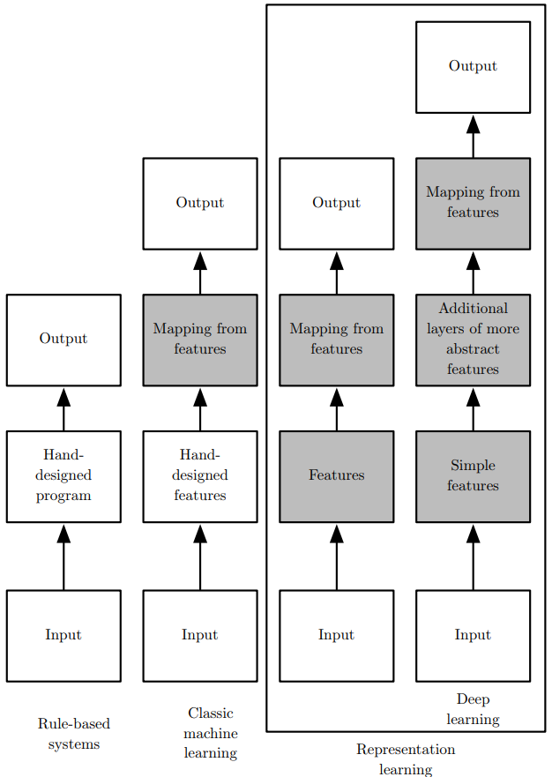 Output
Mapping from
features
Output
Output
Additional
layers of more
abstract
features
Mapping from
features
Mapping from
features
Output
Simple
features
Features
Hand-
designed
features
Hand-
designed
program
Input
Input
Input
Input
Deep
learning
Classic
machine
learning
Rule-based
systems
Representation
learning